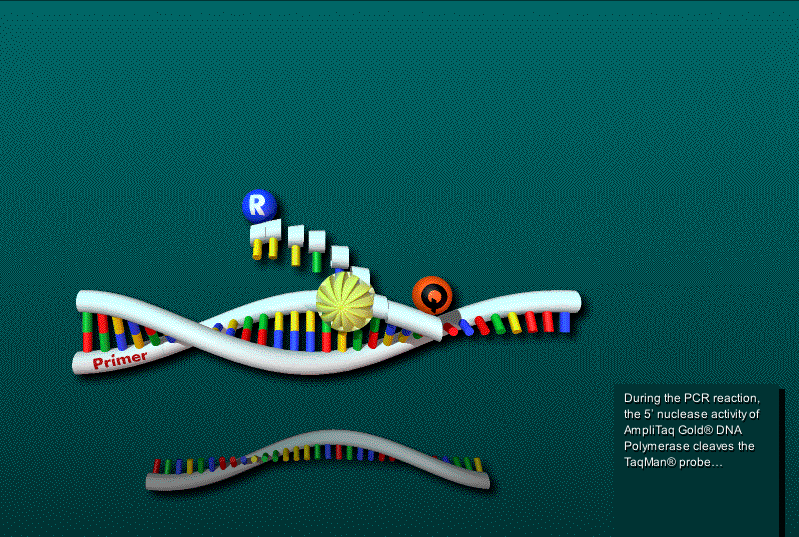 R
Q
Primer
During the PCR reaction,
the 5’ nuclease activity of
AmpliTaq Gold® DNA
Polymerase cleaves the
TaqMan® probe…